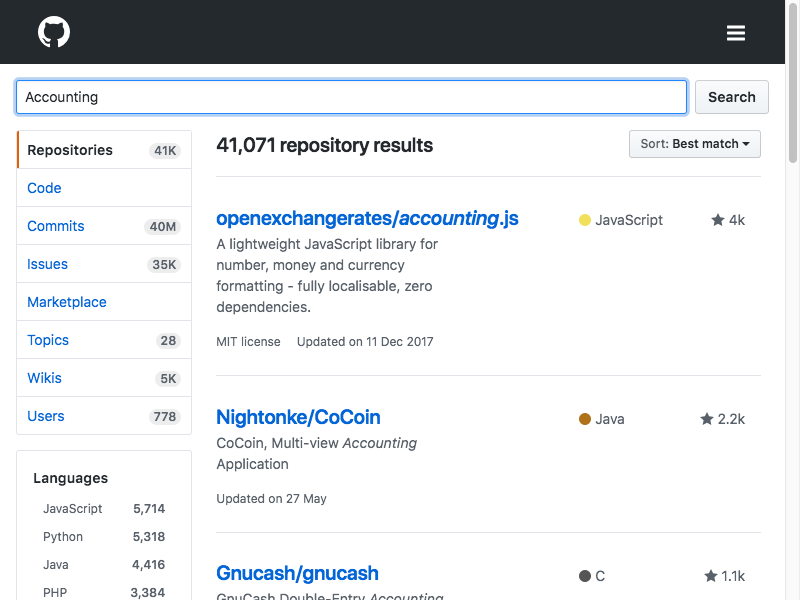 Accounting
Search
Repositories 41K
Code
Commits 40M
Issues 35K
Marketplace
Topics 28
Wikis 5K
Users 778
Languages
JavaScript 5,714
Python 5,318
Java 4,416
PHP 3,384
41,071 repository results
Sort: Best match
openexchangerates/accounting.js
JavaScript
4k
A lightweight JavaScript library for
number, money and currency
formatting - fully localisable, zero
dependencies.
MIT license Updated on 11 Dec 2017
Nightonke/CoCoin
Java
2.2k
CoCoin, Multi-view Accounting
Application
Updated on 27 May
Gnucash/gnucash
C
1.1k
GnuCash Double-Entry Accounting